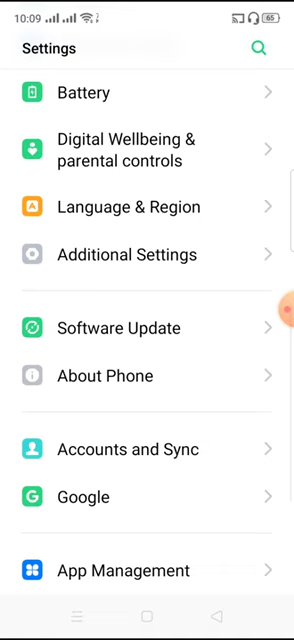 10:09
65
Settings
Battery
Digital Wellbeing &
parental controls
Language & Region
Additional Settings
Software Update
About Phone
Accounts and Sync
Google
App Management